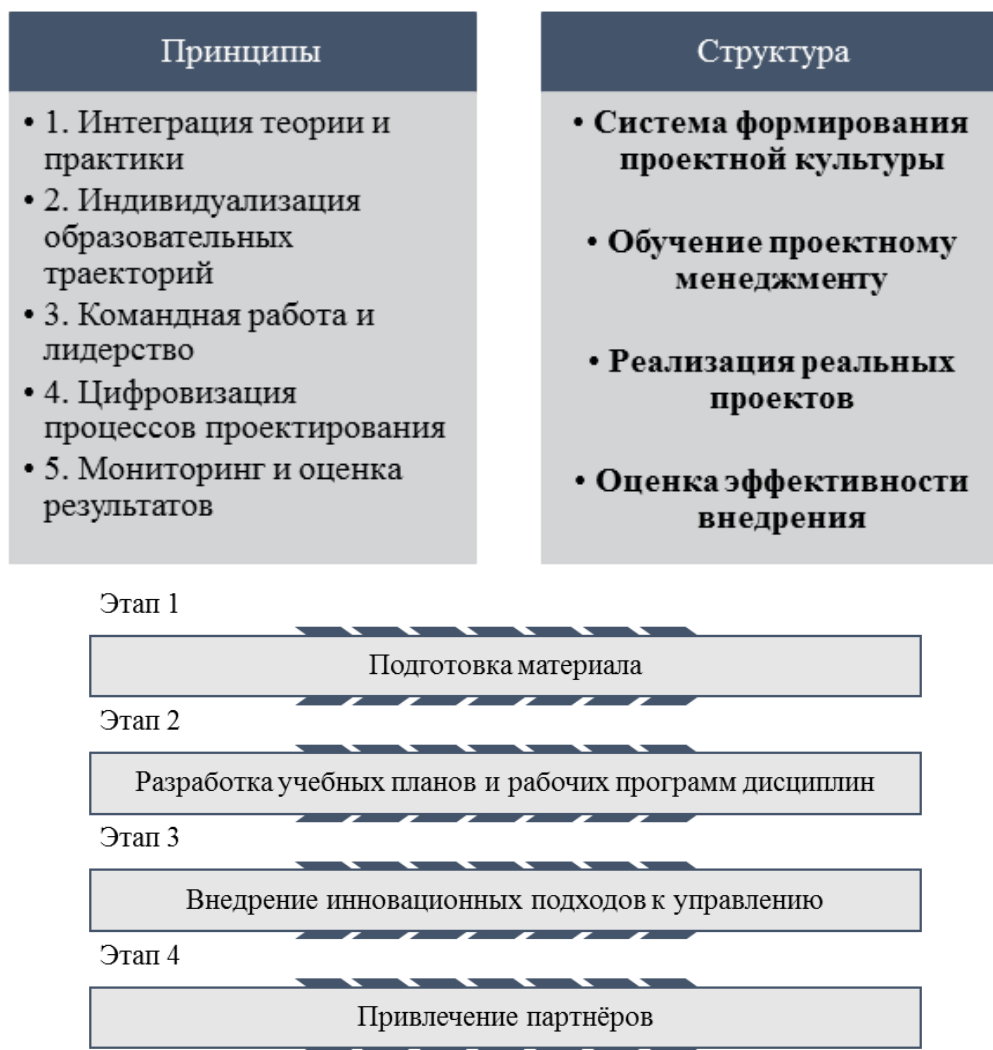 Принципы
• 1. Интеграция теории и
практики
• 2. Индивидуализация
образовательных
траекторий
• 3. Командная работа и
лидерство
• 4. Цифровизация
процессов проектирования
• 5. Мониторинг и оценка
результатов
Структура
• Система формирования
проектной культуры
• Обучение проектному
менеджменту
• Реализация реальных
проектов
• Оценка эффективности
внедрения
Этап 1
Подготовка материала
Этап 2
Разработка учебных планов и рабочих программ дисциплин
Этап 3
Внедрение инновационных подходов к управлению
Этап 4
Привлечение партнёров